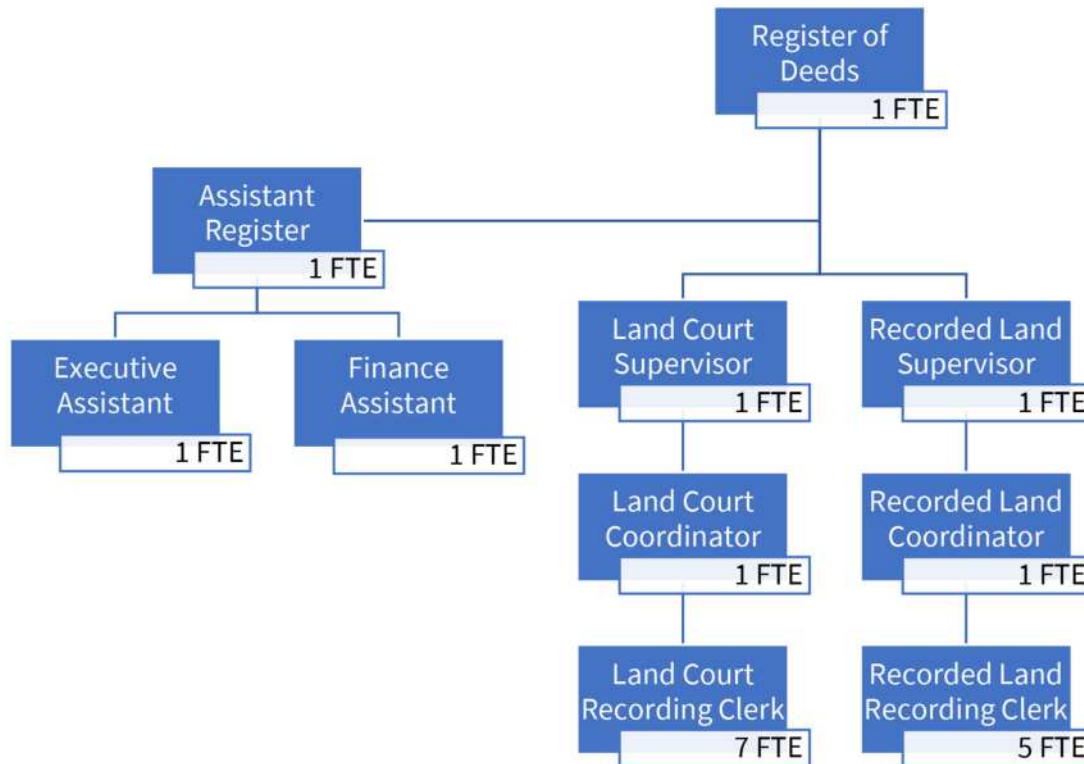 Register of
Deeds
1 FTE
Assistant
Register
1 FTE
Executive
Assistant
1 FTE
Finance
Assistant
1 FTE
Land Court
Supervisor
1 FTE
Recorded Land
Supervisor
1 FTE
Land Court
Coordinator
1 FTE
Recorded Land
Coordinator
1 FTE
Land Court
Recording Clerk
7 FTE
Recorded Land
Recording Clerk
5 FTE